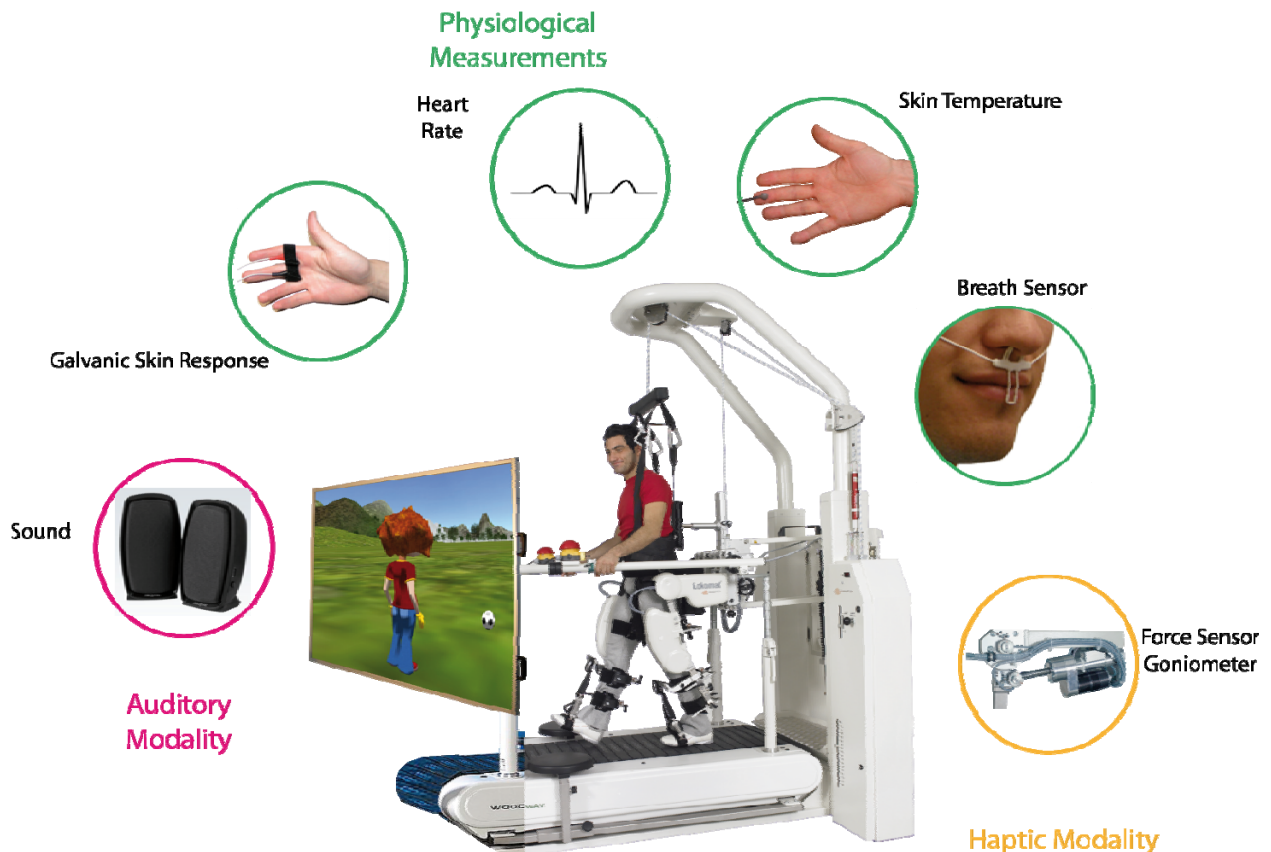 Physiological
Measurements
Heart
Rate
Skin Temperature
Breath Sensor
Galvanic Skin Response
Sound
Lokomat
Force Sensor
Goniometer
Auditory
Modality
WOODWAY
Haptic Modality